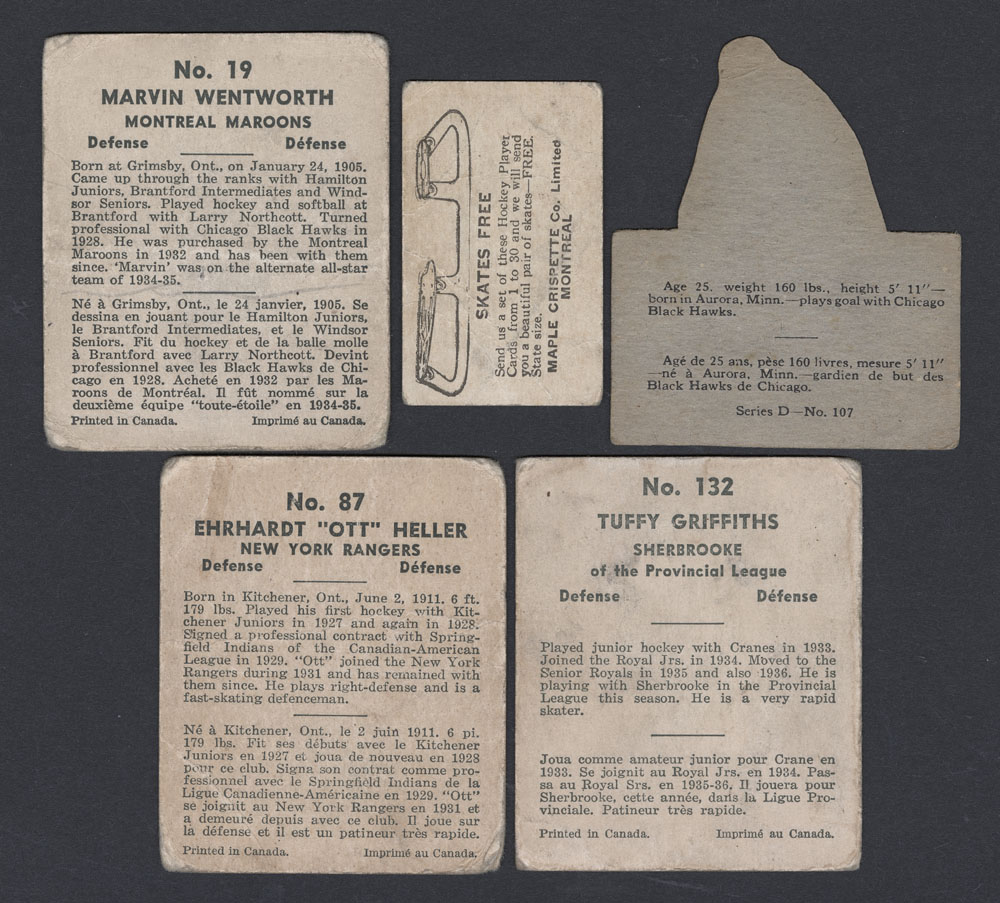 No. 19
MARVIN WENTWORTH
MONTREAL MAROONS
Defense Défense
Born at Grimsby, Ont., on January 24, 1905.
Came up through the ranks with Hamilton
Juniors, Brantford Intermediates and Wind-
sor Seniors. Played hockey and softball at
Brantford with Larry Northcott. Turned
professional with Chicago Black Hawks in
1928. He was purchased by the Montreal
Maroons in 1932 and has been with them
since. 'Marvin' was on the alternate all-star
team of 1934-35.
Né à Grimsby, Ont., le 24 janvier, 1905. Se
dessina en jouant pour le Hamilton Juniors,
le Brantford Intermediates, et le Windsor
Seniors. Fit du hockey et de la balle molle
à Brantford avec Larry Northcott. Devint
professionnel avec les Black Hawks de Chi-
cago en 1928. Acheté en 1932 par les Ma-
roons de Montréal. Il fût nommé sur la
deuxième équipe "toute-étoile" en 1934-35.
Printed in Canada. Imprimé au Canada.
SKATES FREE
Send us a set of these Hockey Player
Cards from 1 to 30 and we will send
you a beautiful pair of skates—FREE.
State size.
MAPLE CRISPETTE Co. Limited
MONTREAL
Age 25. weight 160 lbs., height 5' 11"—
born in Aurora, Minn.—plays goal with Chicago
Black Hawks.
Agé de 25 ans, pèse 160 livres, mesure 5' 11"
—né à Aurora, Minn.—gardien de but des
Black Hawks de Chicago.
Series D—No. 107
No. 87
EHRHARDT "OTT" HELLER
NEW YORK RANGERS
Defense Défense
Born in Kitchener, Ont., June 2, 1911. 6 ft.
179 lbs. Played his first hockey with Kit-
chener Juniors in 1927 and again in 1928.
Signed a professional contract with Spring-
field Indians of the Canadian-American
League in 1929. "Ott" joined the New York
Rangers during 1931 and has remained with
them since. He plays right-defense and is a
fast-skating defenceman.
Né à Kitchener, Ont., le 2 juin 1911. 6 pi.
179 lbs. Fit ses débuts avec le Kitchener
Juniors en 1927 et joua de nouveau en 1928
pour ce club. Signa son contrat comme pro-
fessionnel avec le Springfield Indians de la
Ligue Canadienne-Américaine en 1929. "Ott"
se joignit au New York Rangers en 1931 et
a demeuré depuis avec ce club. Il joue sur
la défense et il est un patineur très rapide.
Printed in Canada. Imprimé au Canada.
No. 132
TUFFY GRIFFITHS
SHERBROOKE
of the Provincial League
Defense Défense
Played junior hockey with Cranes in 1933.
Joined the Royal Jrs. in 1934. Moved to the
Senior Royals in 1935 and also 1936. He is
playing with Sherbrooke in the Provincial
League this season. He is a very rapid
skater.
Joua comme amateur junior pour Crane en
1933. Se joignit au Royal Jrs. en 1934. Pas-
sa au Royal Srs. en 1935-36. Il jouera pour
Sherbrooke, cette année, dans la Ligue Pro-
vinciale. Patineur très rapide.
Printed in Canada. Imprimé au Canada.